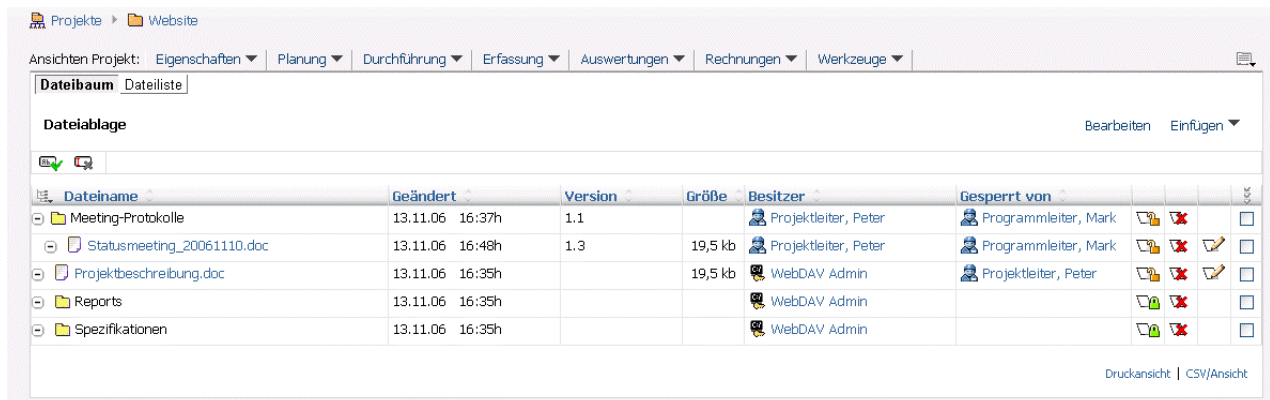 Projekte Website
Ansichten Projekt: Eigenschaften Planung Durchführung Erfassung Auswertungen Rechnungen Werkzeuge
Dateibaum Dateiliste
Dateiablage Bearbeiten Einfügen
Dateiname Geändert Version Größe Besitzer Gesperrt von
Meeting-Protokolle 13.11.06 16:37h 1.1 Projektleiter, Peter Programmleiter, Mark
Statusmeeting_20061110.doc 13.11.06 16:48h 1.3 19,5 kb Projektleiter, Peter Programmleiter, Mark
Projektbeschreibung.doc 13.11.06 16:35h 19,5 kb WebDAV Admin Projektleiter, Peter
Reports 13.11.06 16:35h WebDAV Admin
Spezifikationen 13.11.06 16:35h WebDAV Admin
Druckansicht | CSV/Ansicht